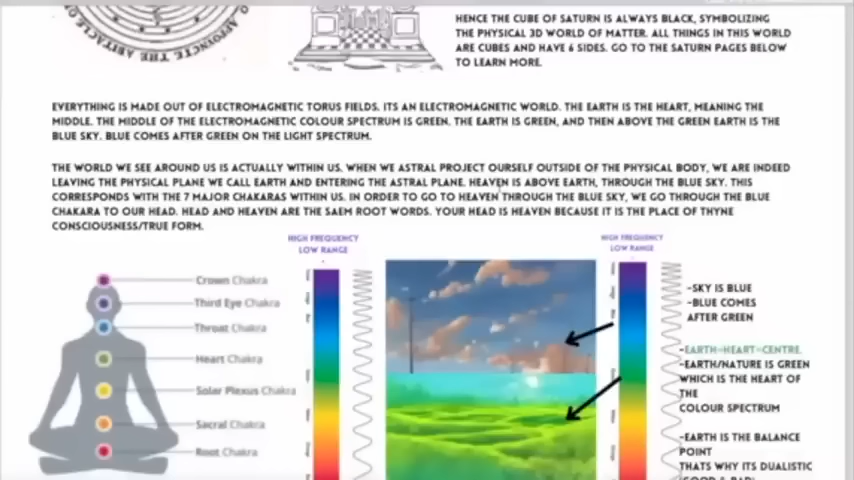 HENCE THE CUBE OF SATURN IS ALWAYS BLACK, SYMBOLIZING
THE PHYSICAL 3D WORLD OF MATTER. ALL THINGS IN THIS WORLD
ARE CUBES AND HAVE 6 SIDES. GO TO THE SATURN PAGES BELOW
TO LEARN MORE.
EVERYTHING IS MADE OUT OF ELECTROMAGNETIC TORUS FIELDS. ITS AN ELECTROMAGNETIC WORLD. THE EARTH IS THE HEART, MEANING THE
MIDDLE. THE MIDDLE OF THE ELECTROMAGNETIC COLOUR SPECTRUM IS GREEN. THE EARTH IS GREEN, AND THEN ABOVE THE GREEN EARTH IS THE
BLUE SKY. BLUE COMES AFTER GREEN ON THE LIGHT SPECTRUM.
THE WORLD WE SEE AROUND US IS ACTUALLY WITHIN US. WHEN WE ASTRAL PROJECT OURSELF OUTSIDE OF THE PHYSICAL BODY, WE ARE INDEED
LEAVING THE PHYSICAL PLANE WE CALL EARTH AND ENTERING THE ASTRAL PLANE. HEAVEN IS ABOVE EARTH, THROUGH THE BLUE SKY. THIS
CORRESPONDS WITH THE 7 MAJOR CHAKARAS WITHIN US. IN ORDER TO GO TO HEAVEN THROUGH THE BLUE SKY, WE GO THROUGH THE BLUE
CHAKARA TO OUR HEAD. HEAD AND HEAVEN ARE THE SAEM ROOT WORDS. YOUR HEAD IS HEAVEN BECAUSE IT IS THE PLACE OF THYNE
CONSCIOUSNESS/TRUE FORM.
HIGH FREQUENCY
LOW RANGE
HIGH FREQUENCY
LOW RANGE
Crown Chakra
Third Eye Chakra
Throat Chakra
Heart Chakra
Solar Plexus Chakra
Sacral Chakra
Root Chakra
-SKY IS BLUE
-BLUE COMES
AFTER GREEN
-EARTH=HEART=CENTRE.
-EARTH/NATURE IS GREEN
WHICH IS THE HEART OF
THE
COLOUR SPECTRUM
-EARTH IS THE BALANCE
POINT
THATS WHY ITS DUALISTIC